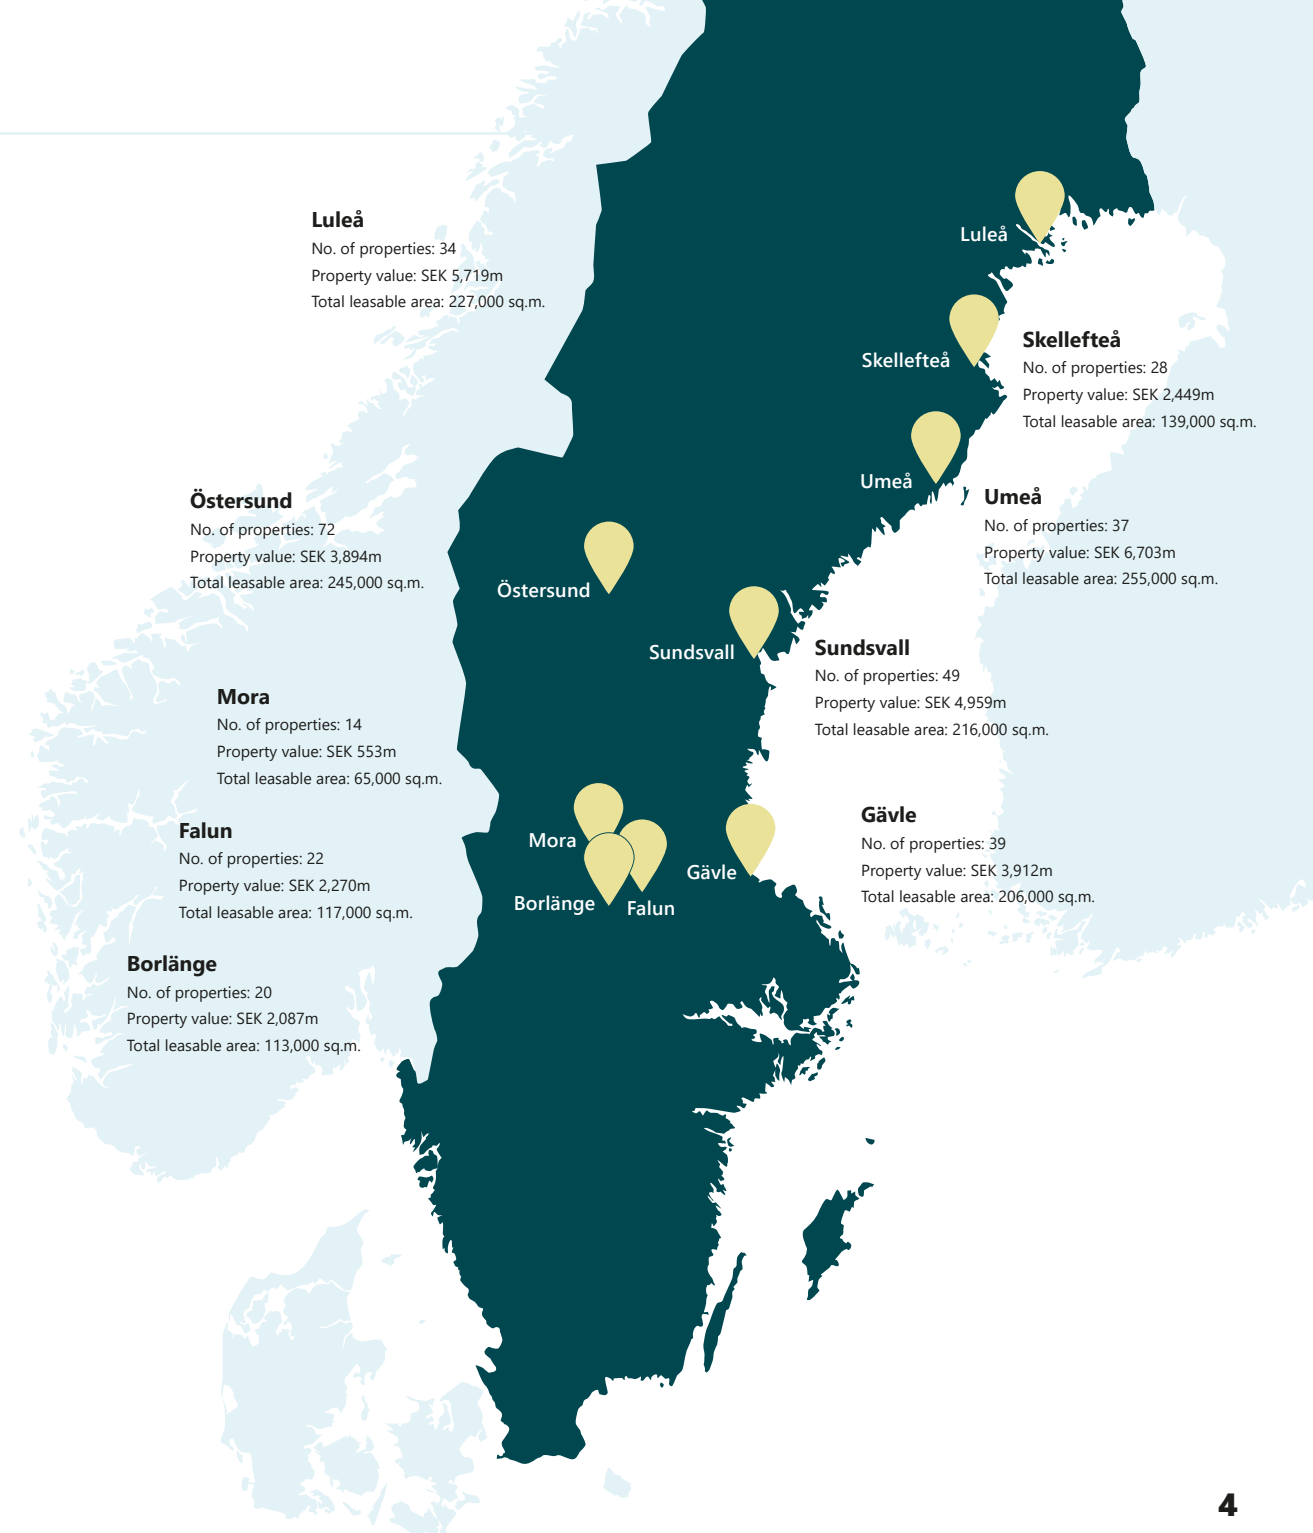 Luleå
No. of properties: 34
Property value: SEK 5,719m
Total leasable area: 227,000 sq.m.
Luleå
Skellefteå
Skellefteå
No. of properties: 28
Property value: SEK 2,449m
Total leasable area: 139,000 sq.m.
Umeå
Umeå
No. of properties: 37
Property value: SEK 6,703m
Total leasable area: 255,000 sq.m.
Östersund
No. of properties: 72
Property value: SEK 3,894m
Total leasable area: 245,000 sq.m.
Östersund
Sundsvall
Sundsvall
No. of properties: 49
Property value: SEK 4,959m
Total leasable area: 216,000 sq.m.
Mora
No. of properties: 14
Property value: SEK 553m
Total leasable area: 65,000 sq.m.
Mora
Gävle
Gävle
No. of properties: 39
Property value: SEK 3,912m
Total leasable area: 206,000 sq.m.
Falun
No. of properties: 22
Property value: SEK 2,270m
Total leasable area: 117,000 sq.m.
Borlänge
Falun
Borlänge
No. of properties: 20
Property value: SEK 2,087m
Total leasable area: 113,000 sq.m.
4